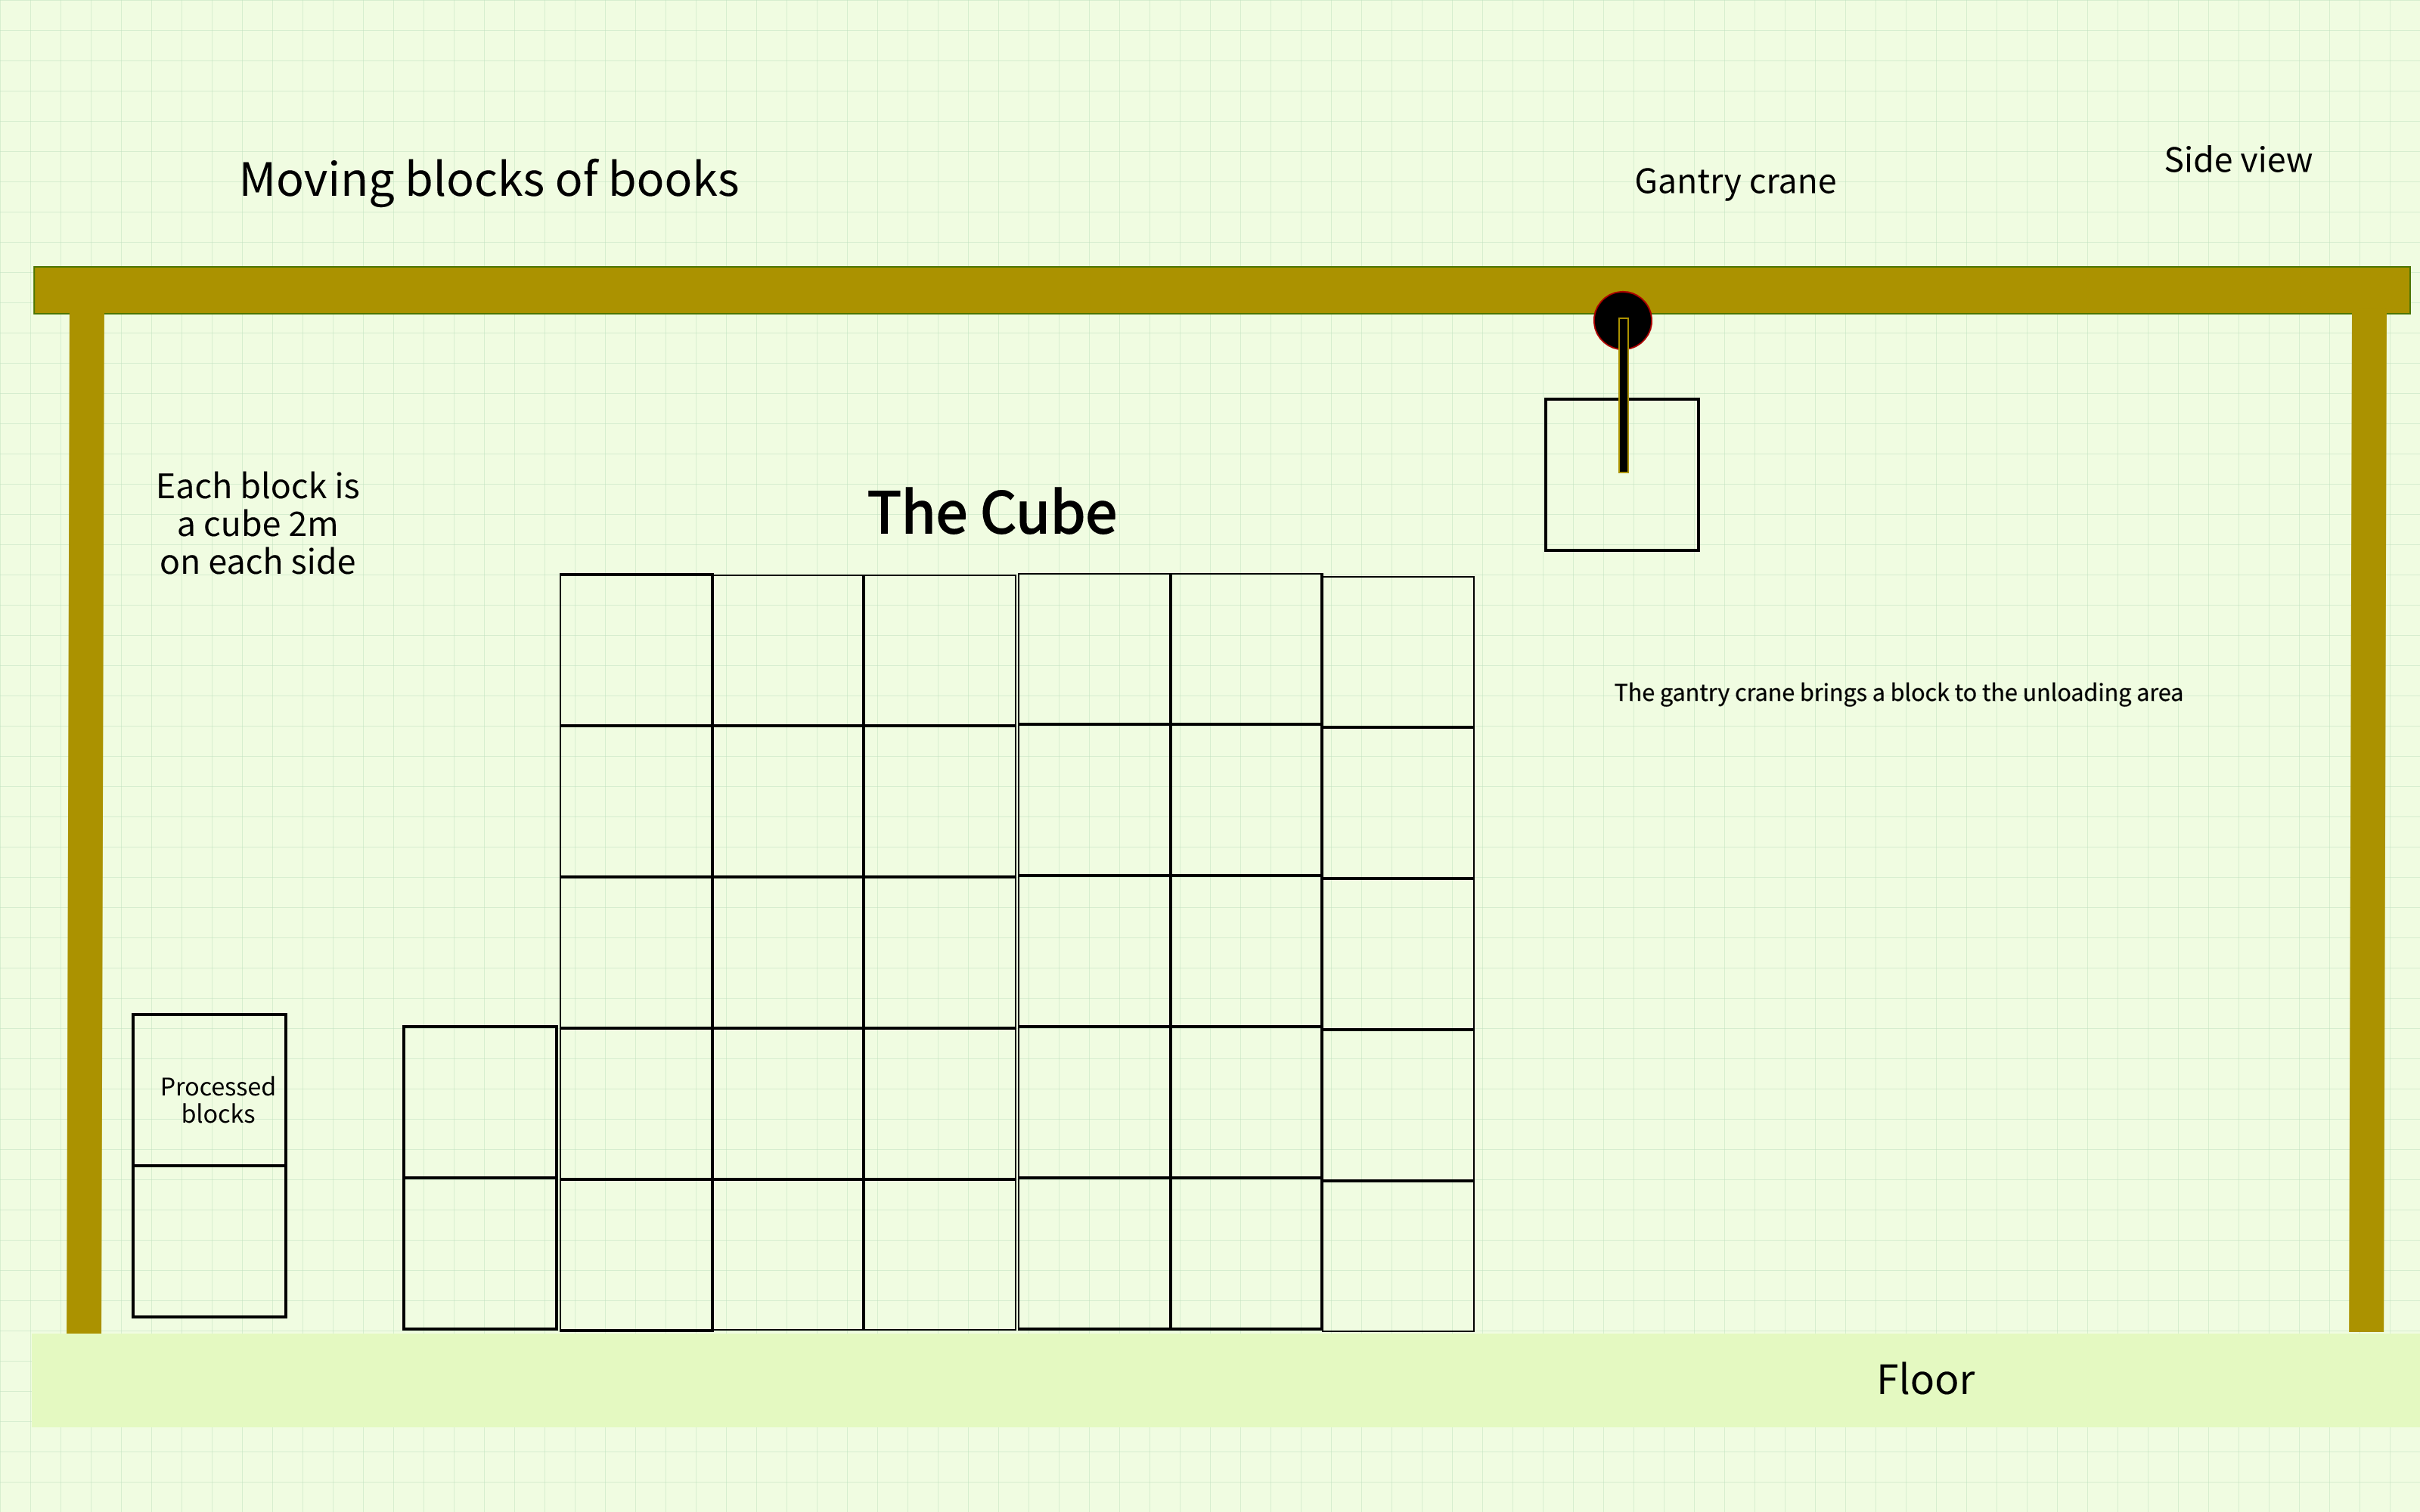 Moving blocks of books
Gantry crane
Side view
Each block is
a cube 2m
on each side
The Cube
The gantry crane brings a block to the unloading area
Processed
blocks
Floor